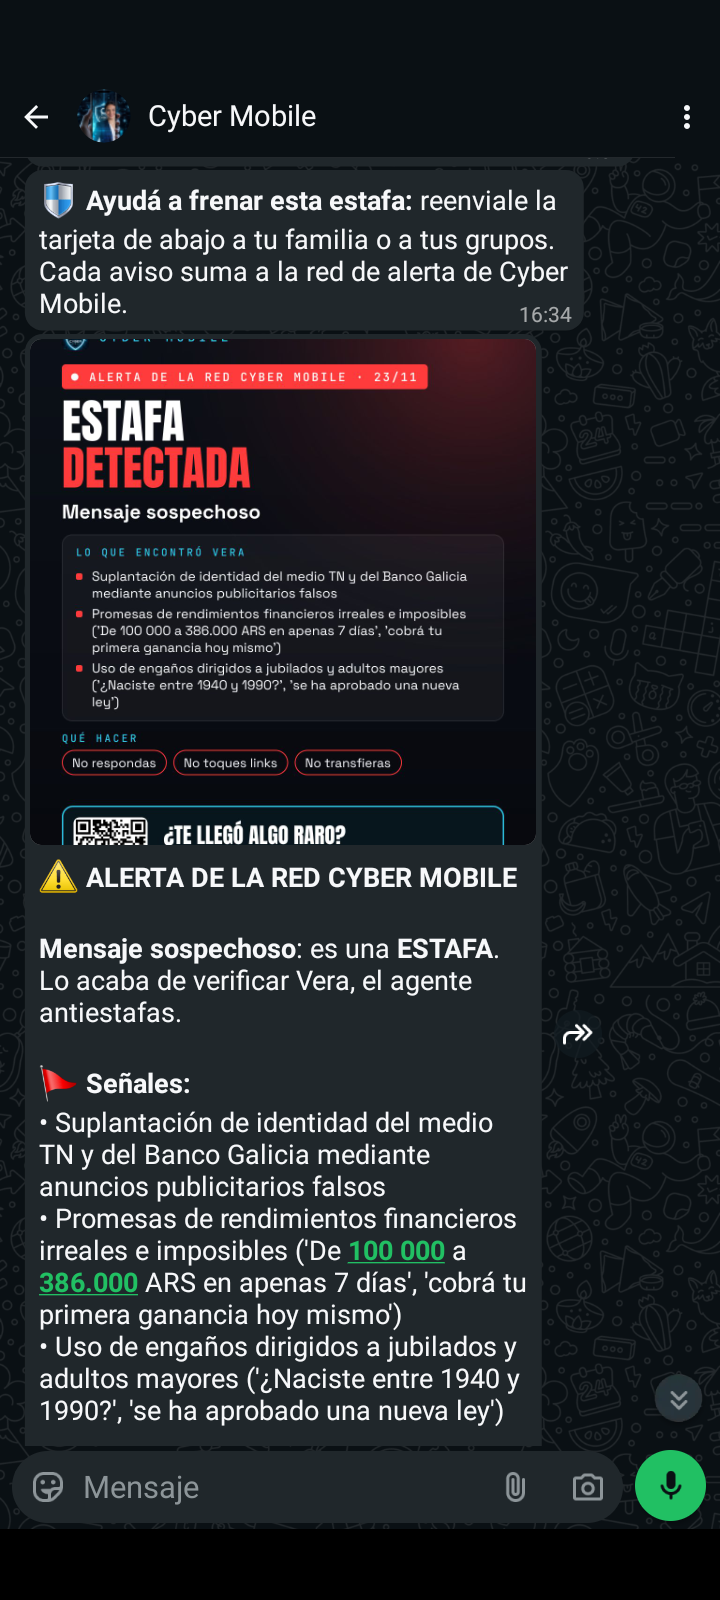 Cyber Mobile
Ayudá a frenar esta estafa: reenviale la
tarjeta de abajo a tu familia o a tus grupos.
Cada aviso suma a la red de alerta de Cyber
Mobile.
16:34
ALERTA DE LA RED CYBER MOBILE · 23/11
ESTAFA
DETECTADA
Mensaje sospechoso
LO QUE ENCONTRÓ VERA
Suplantación de identidad del medio TN y del Banco Galicia
mediante anuncios publicitarios falsos
Promesas de rendimientos financieros irreales e imposibles
('De 100 000 a 386.000 ARS en apenas 7 días', 'cobrá tu
primera ganancia hoy mismo')
Uso de engaños dirigidos a jubilados y adultos mayores
('¿Naciste entre 1940 y 1990?', 'se ha aprobado una nueva
ley')
QUÉ HACER
No respondas No toques links No transfieras
¿TE LLEGÓ ALGO RARO?
ALERTA DE LA RED CYBER MOBILE
Mensaje sospechoso: es una ESTAFA.
Lo acaba de verificar Vera, el agente
antiestafas.
Señales:
• Suplantación de identidad del medio
TN y del Banco Galicia mediante
anuncios publicitarios falsos
• Promesas de rendimientos financieros
irreales e imposibles ('De 100 000 a
386.000 ARS en apenas 7 días', 'cobrá tu
primera ganancia hoy mismo')
• Uso de engaños dirigidos a jubilados y
adultos mayores ('¿Naciste entre 1940 y
1990?', 'se ha aprobado una nueva ley')
Mensaje